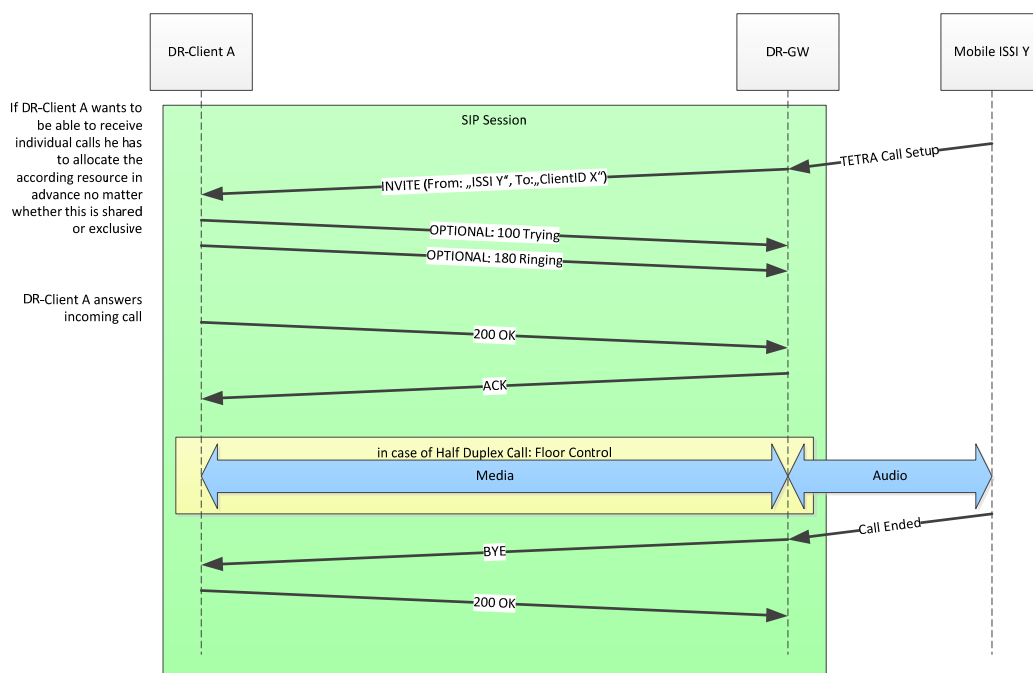 DR-Client A
DR-GW
Mobile ISSI Y
If DR-Client A wants to
be able to receive
individual calls he has
to allocate the
according resource in
advance no matter
whether this is shared
or exclusive
SIP Session
TETRA Call Setup
INVITE (From: „ISSI Y“, To:„ClientID X“)
OPTIONAL: 100 Trying
OPTIONAL: 180 Ringing
DR-Client A answers
incoming call
200 OK
ACK
in case of Half Duplex Call: Floor Control
Media
Audio
Call Ended
BYE
200 OK